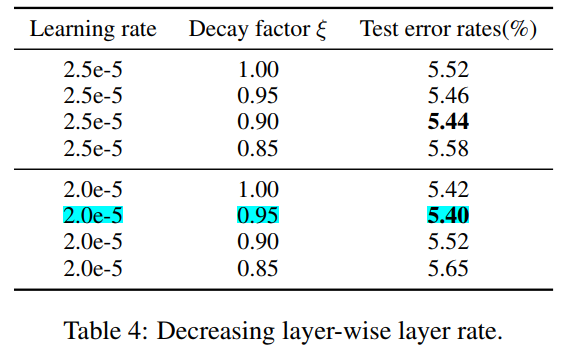 Learning rate Decay factor ξ Test error rates(%)
2.5e-5 1.00 5.52
2.5e-5 0.95 5.46
2.5e-5 0.90 5.44
2.5e-5 0.85 5.58
2.0e-5 1.00 5.42
2.0e-5 0.95 5.40
2.0e-5 0.90 5.52
2.0e-5 0.85 5.65
Table 4: Decreasing layer-wise layer rate.